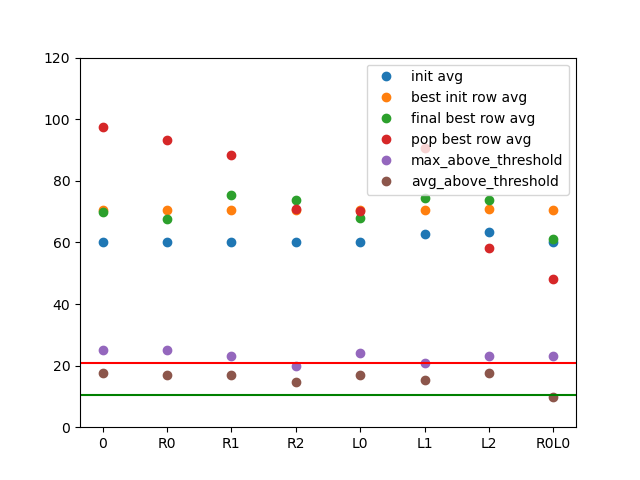 120
100
80
60
40
20
0
init avg
best init row avg
final best row avg
pop best row avg
max_above_threshold
avg_above_threshold
0 R0 R1 R2 L0 L1 L2 R0L0